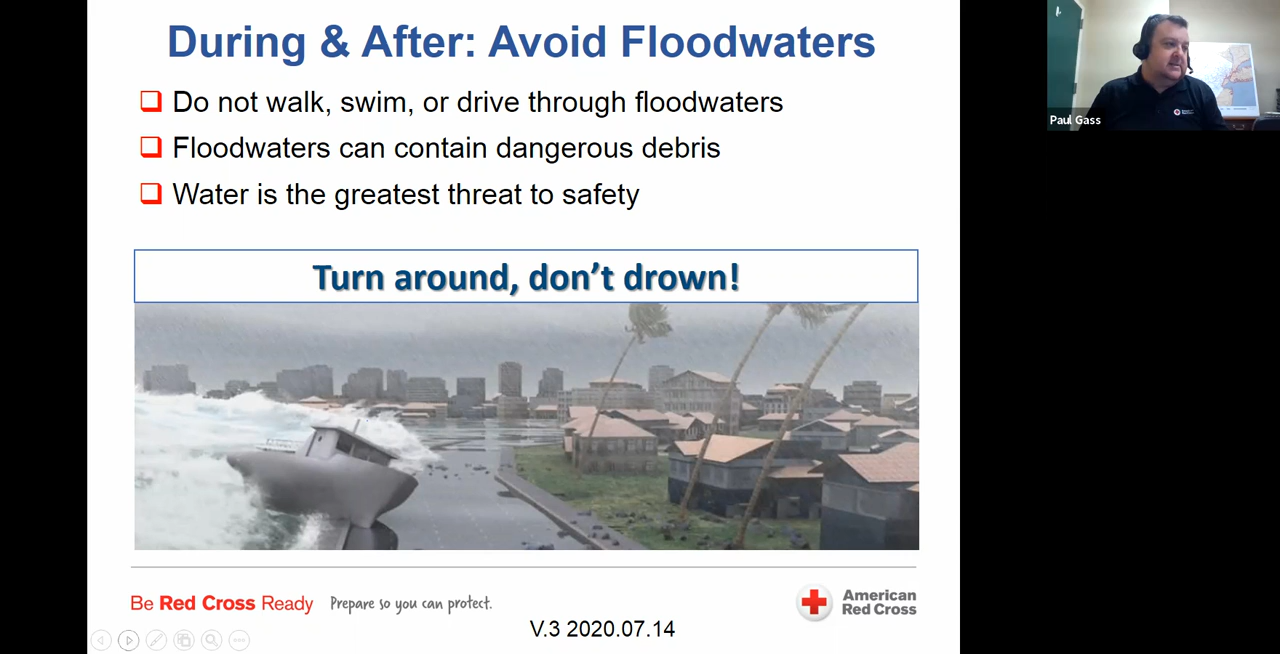 During & After: Avoid Floodwaters
Do not walk, swim, or drive through floodwaters
Floodwaters can contain dangerous debris
Water is the greatest threat to safety
Turn around, don’t drown!
Be Red Cross Ready
Prepare so you can protect.
American
Red Cross
V.3 2020.07.14
Paul Gass